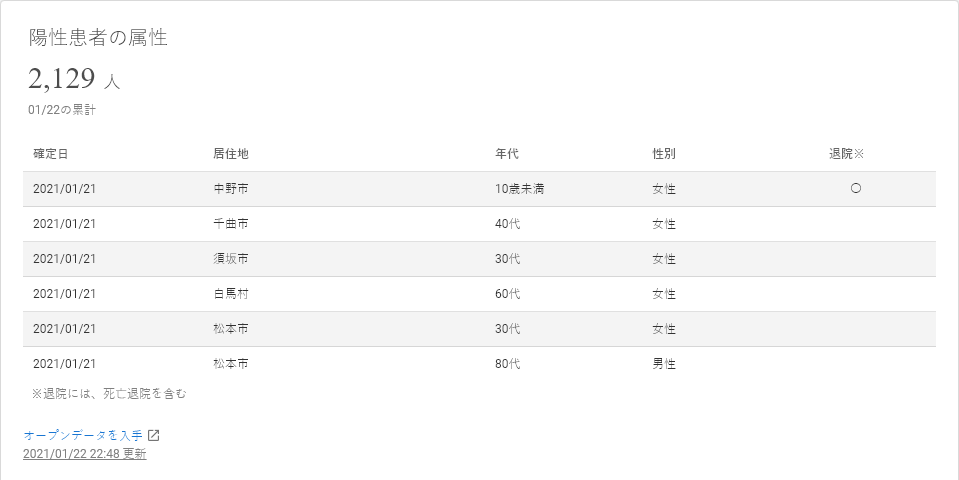 陽性患者の属性
2,129 人
01/22の累計
確定日 居住地 年代 性別 退院※
2021/01/21 中野市 10歳未満 女性 〇
2021/01/21 千曲市 40代 女性
2021/01/21 須坂市 30代 女性
2021/01/21 白馬村 60代 女性
2021/01/21 松本市 30代 女性
2021/01/21 松本市 80代 男性
※退院には、死亡退院を含む
オープンデータを入手
2021/01/22 22:48 更新